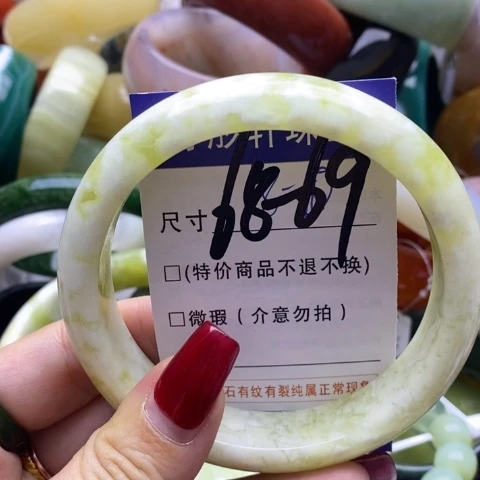 尺寸 68-69
□(特价商品不退不换)
□微瑕(介意勿拍)
石有纹有裂纯属正常现象